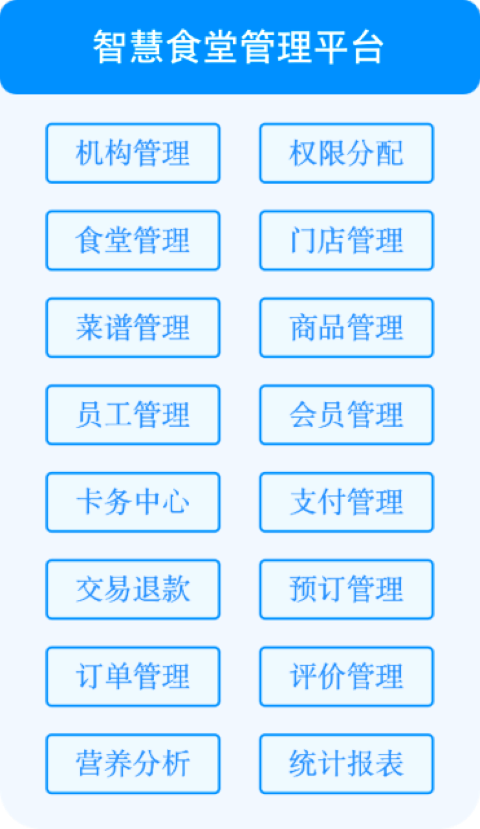 智慧食堂管理平台
机构管理 权限分配
食堂管理 门店管理
菜谱管理 商品管理
员工管理 会员管理
卡务中心 支付管理
交易退款 预订管理
订单管理 评价管理
营养分析 统计报表